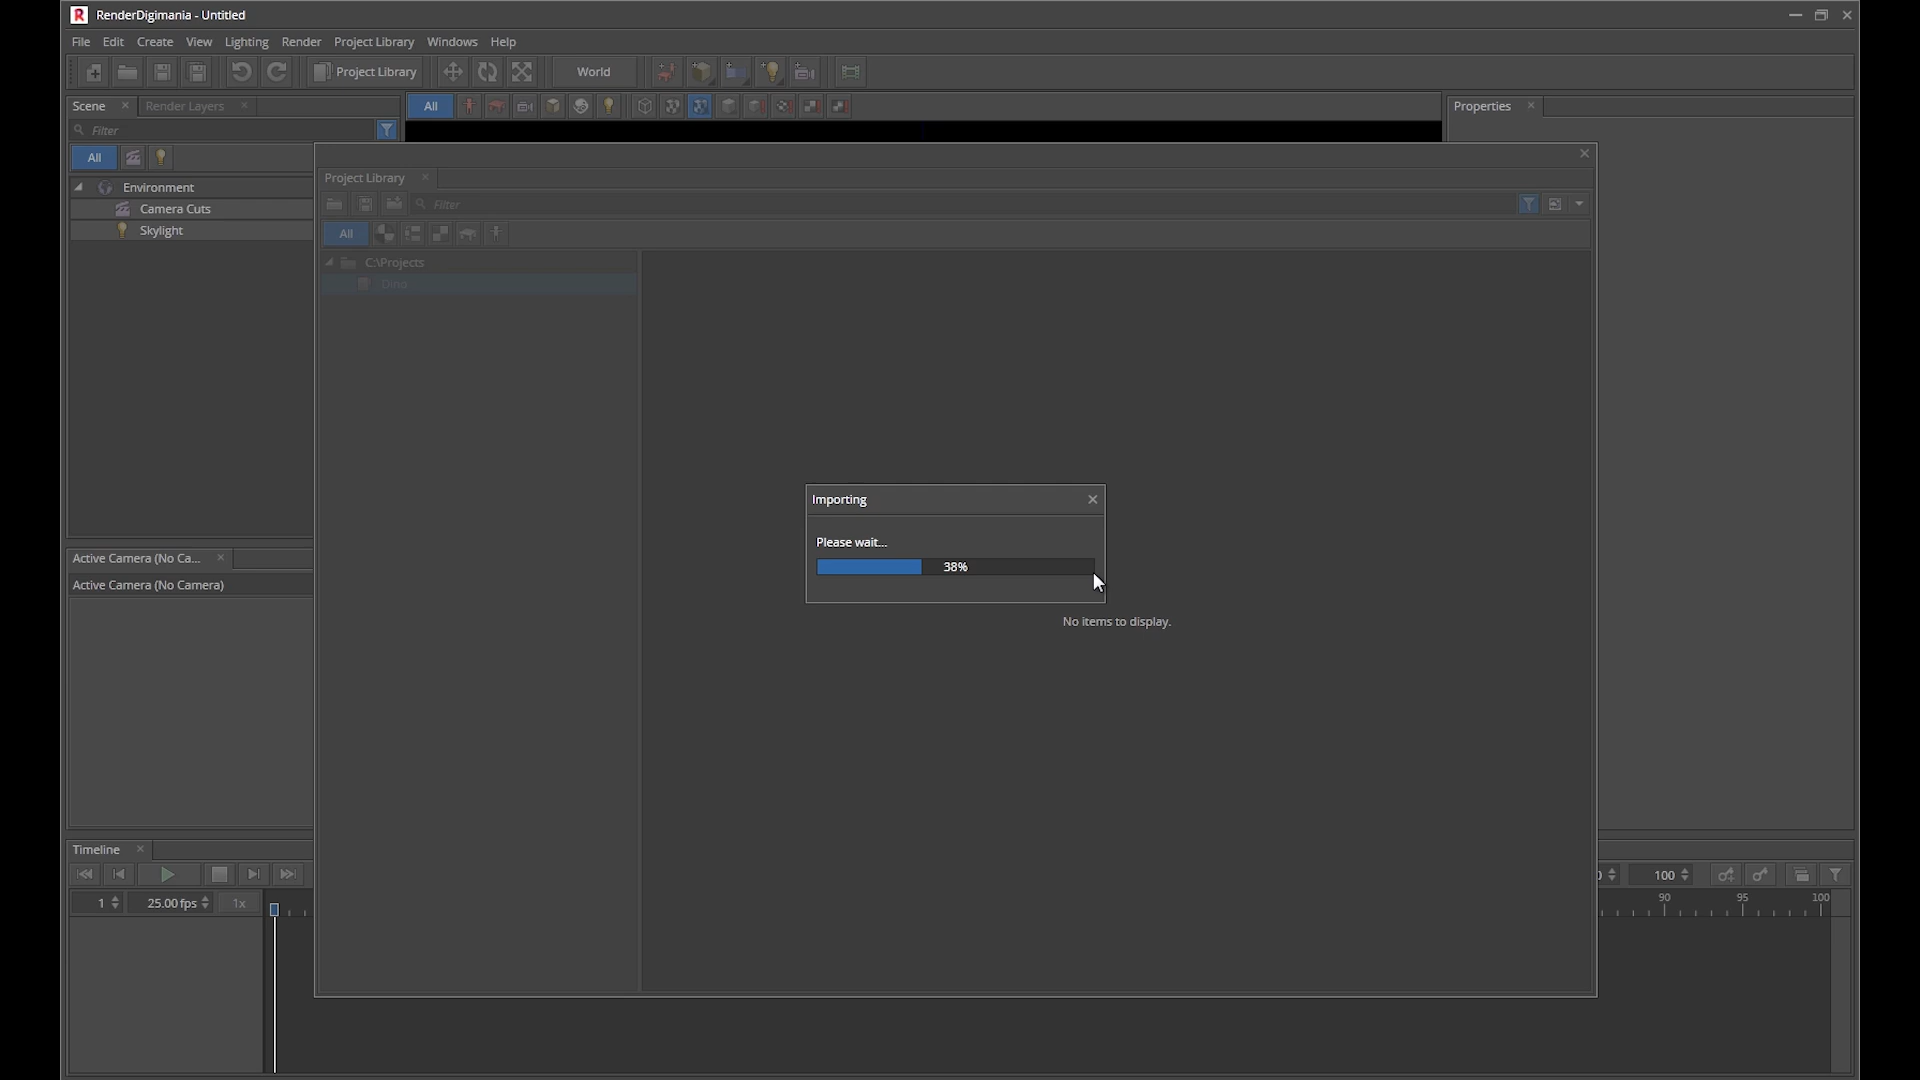 R RenderDigimania - Untitled
File Edit Create View Lighting Render Project Library Windows Help
Project Library World
Scene Render Layers All Properties
Filter
All
Environment
Camera Cuts
Skylight
Project Library
Filter
All
C:\Projects
Dino
Importing
Please wait...
38%
No items to display.
Active Camera (No Ca...
Active Camera (No Camera)
Timeline
100
1 25.00 fps 1x
90 95 100